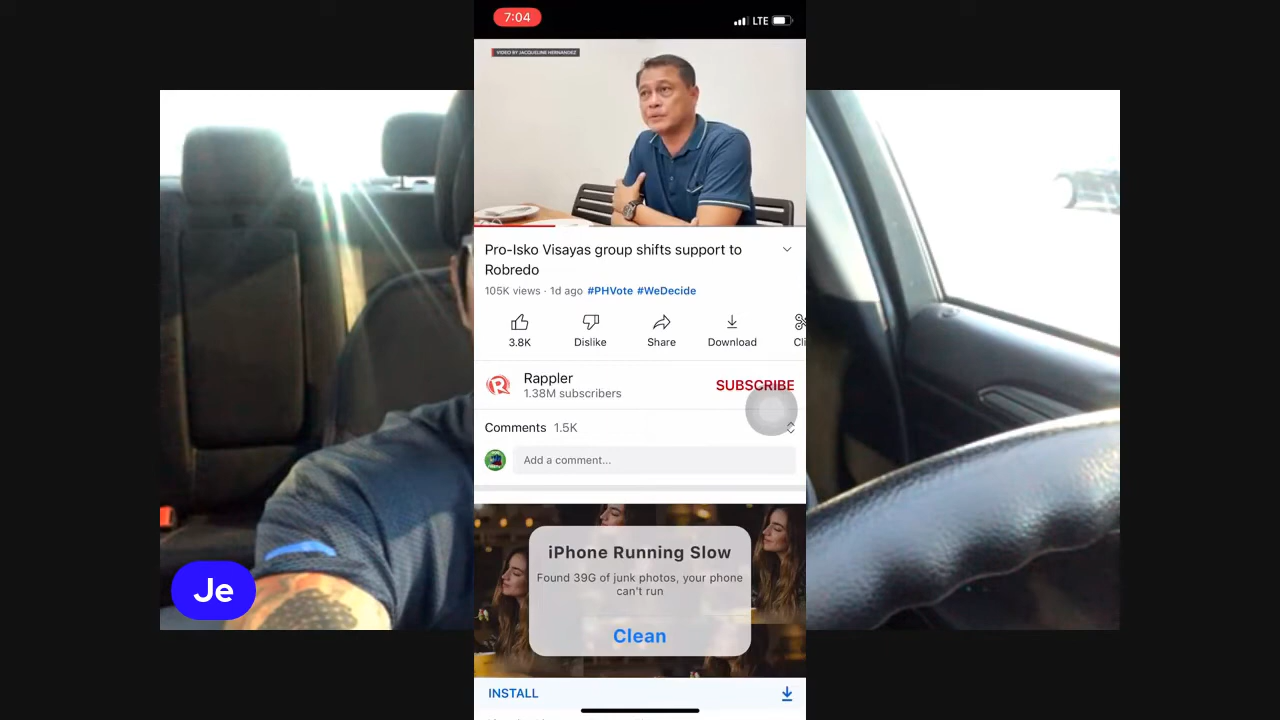 7:04
LTE
VIDEO BY JACQUELINE HERNANDEZ
Pro-Isko Visayas group shifts support to
Robredo
105K views · 1d ago #PHVote #WeDecide
3.8K
Dislike
Share
Download
Cli
Rappler
1.38M subscribers
SUBSCRIBE
Comments 1.5K
Add a comment...
iPhone Running Slow
Found 39G of junk photos, your phone
can't run
Clean
INSTALL
Je